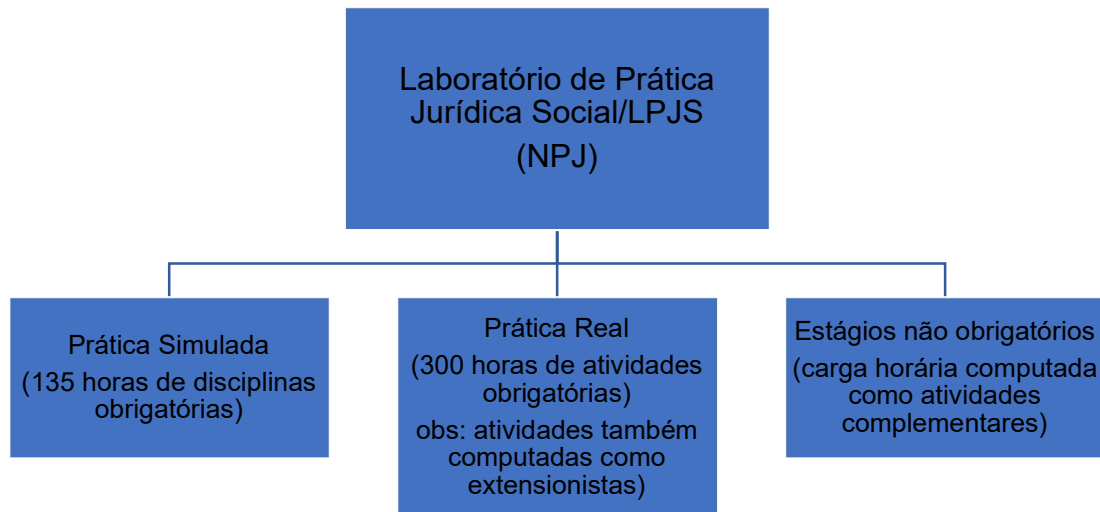 Laboratório de Prática
Jurídica Social/LPJS
(NPJ)
Prática Simulada
(135 horas de disciplinas
obrigatórias)
Prática Real
(300 horas de atividades
obrigatórias)
obs: atividades também
computadas como
extensionistas)
Estágios não obrigatórios
(carga horária computada
como atividades
complementares)